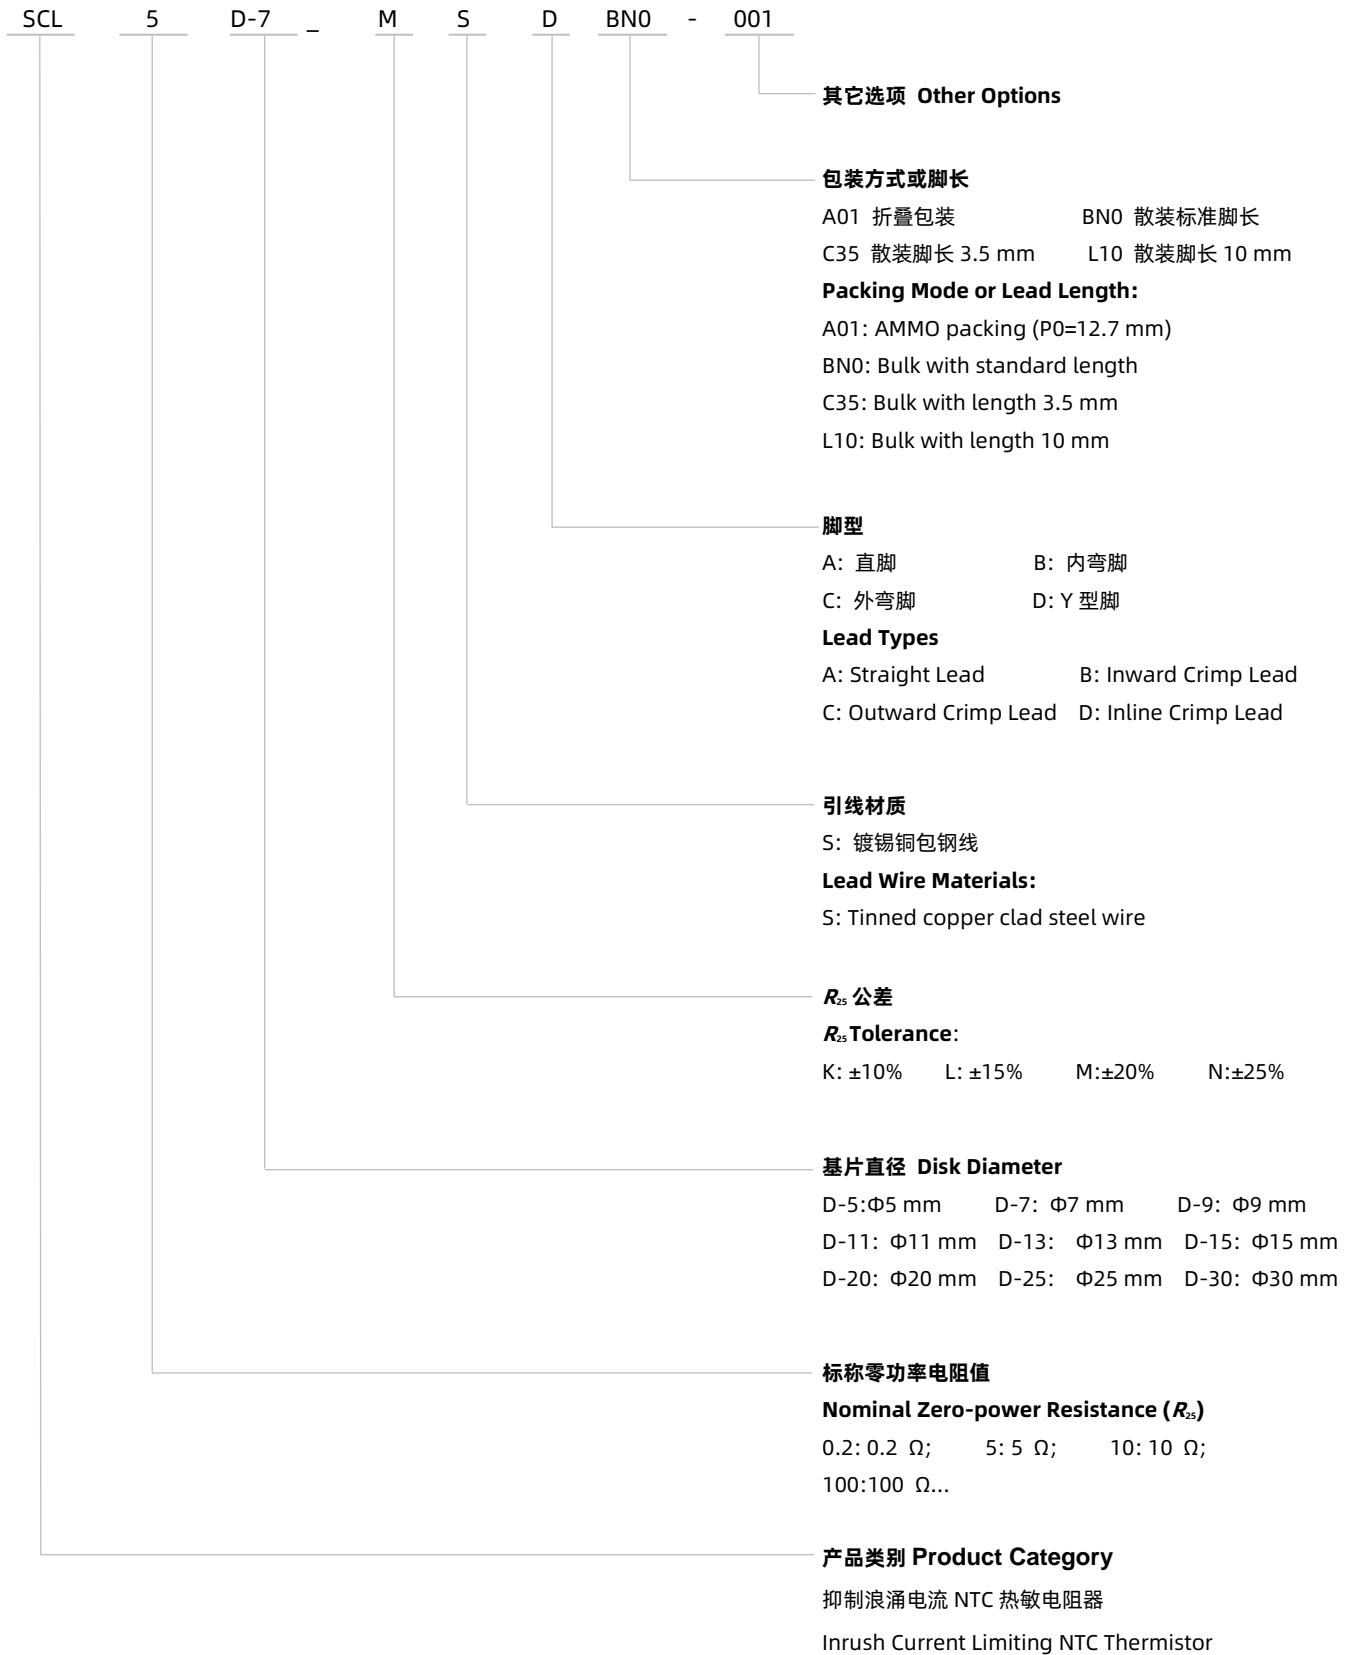 SCL 5 D-7 _ M S D BN0 - 001
其它选项 Other Options
包装方式或脚长
A01 折叠包装 BN0 散装标准脚长
C35 散装脚长 3.5 mm L10 散装脚长 10 mm
Packing Mode or Lead Length:
A01: AMMO packing (P0=12.7 mm)
BN0: Bulk with standard length
C35: Bulk with length 3.5 mm
L10: Bulk with length 10 mm
脚型
A: 直脚 B: 内弯脚
C: 外弯脚 D: Y 型脚
Lead Types
A: Straight Lead B: Inward Crimp Lead
C: Outward Crimp Lead D: Inline Crimp Lead
引线材质
S: 镀锡铜包钢线
Lead Wire Materials:
S: Tinned copper clad steel wire
R25 公差
R25 Tolerance:
K: ±10% L: ±15% M:±20% N:±25%
基片直径 Disk Diameter
D-5:Φ5 mm D-7: Φ7 mm D-9: Φ9 mm
D-11: Φ11 mm D-13: Φ13 mm D-15: Φ15 mm
D-20: Φ20 mm D-25: Φ25 mm D-30: Φ30 mm
标称零功率电阻值
Nominal Zero-power Resistance (R25)
0.2: 0.2 Ω; 5: 5 Ω; 10: 10 Ω;
100:100 Ω...
产品类别 Product Category
抑制浪涌电流 NTC 热敏电阻器
Inrush Current Limiting NTC Thermistor